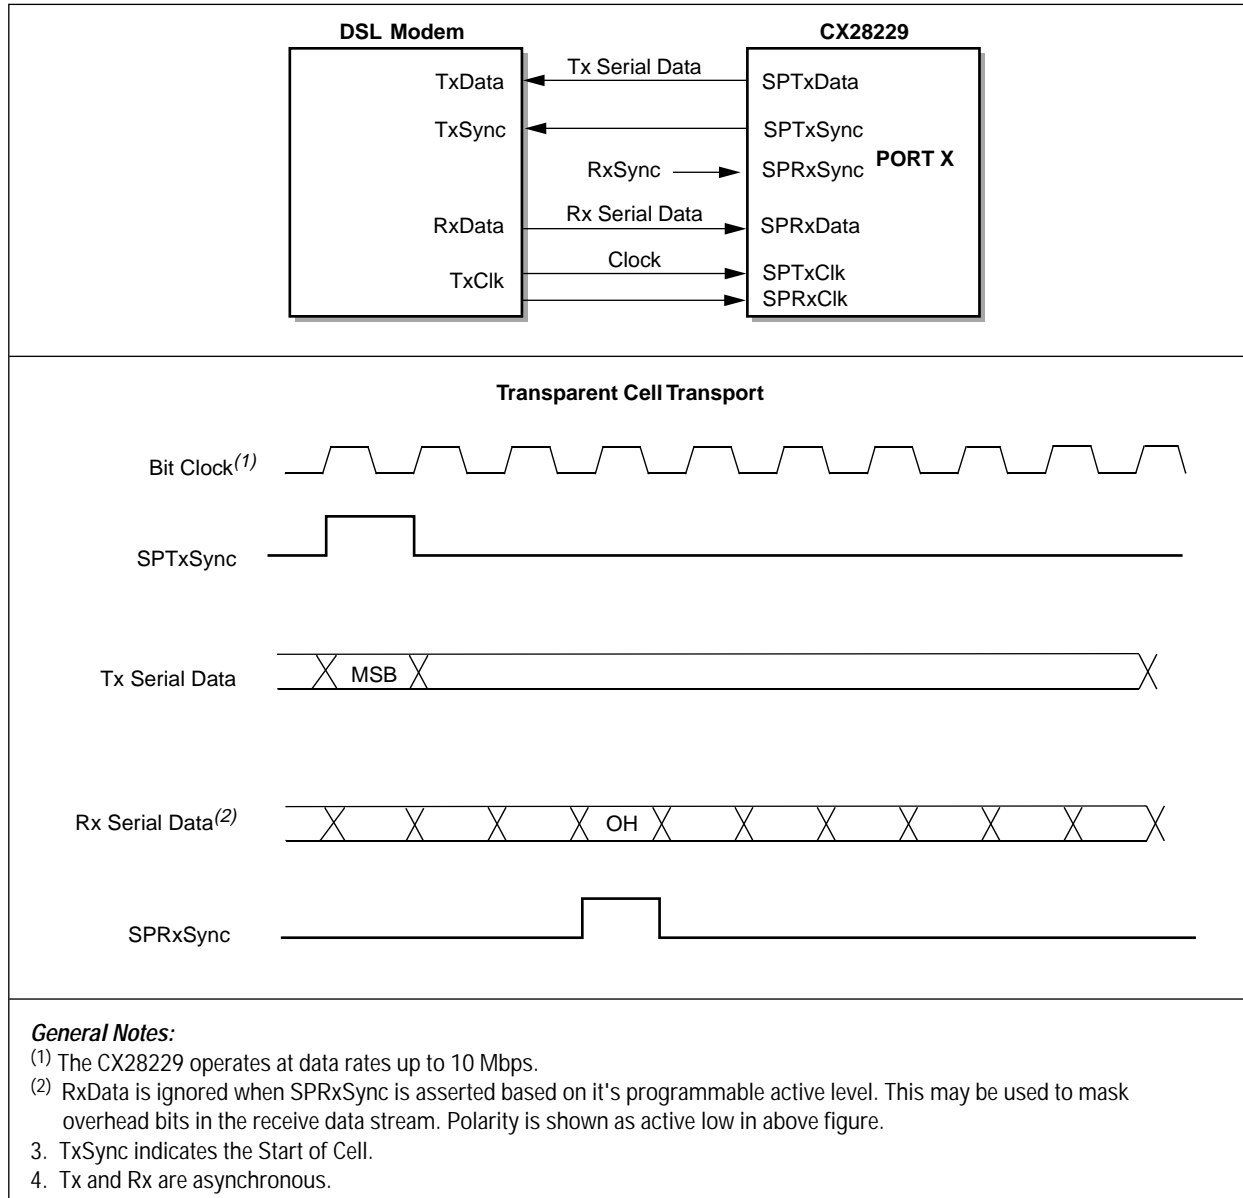 DSL Modem
CX28229
TxData
Tx Serial Data
SPTxData
TxSync
SPTxSync
RxSync
SPRxSync
PORT X
RxData
Rx Serial Data
SPRxData
TxClk
Clock
SPTxClk
SPRxClk
Transparent Cell Transport
Bit Clock(1)
SPTxSync
Tx Serial Data
MSB
Rx Serial Data(2)
OH
SPRxSync
General Notes:
(1) The CX28229 operates at data rates up to 10 Mbps.
(2) RxData is ignored when SPRxSync is asserted based on it's programmable active level. This may be used to mask
overhead bits in the receive data stream. Polarity is shown as active low in above figure.
3. TxSync indicates the Start of Cell.
4. Tx and Rx are asynchronous.